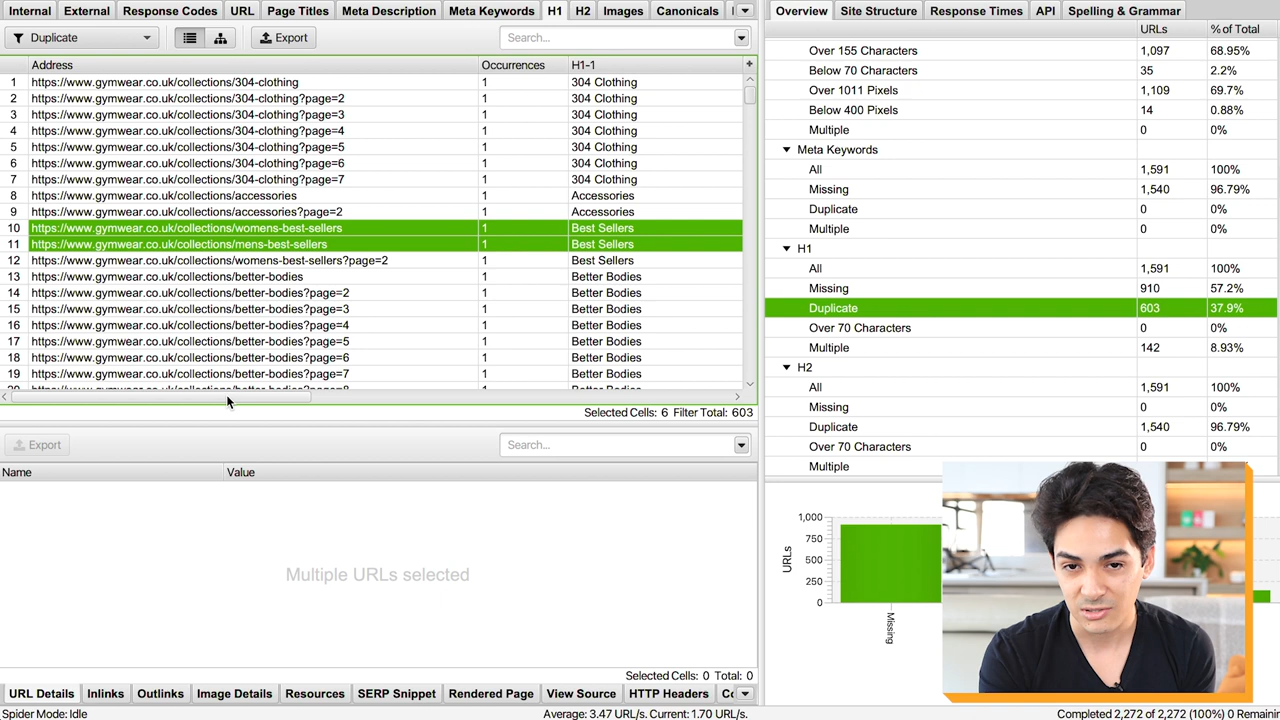 Internal External Response Codes URL Page Titles Meta Description Meta Keywords H1 H2 Images Canonicals
Duplicate Export Search...
Address Occurrences H1-1
1 https://www.gymwear.co.uk/collections/304-clothing 1 304 Clothing
2 https://www.gymwear.co.uk/collections/304-clothing?page=2 1 304 Clothing
3 https://www.gymwear.co.uk/collections/304-clothing?page=3 1 304 Clothing
4 https://www.gymwear.co.uk/collections/304-clothing?page=4 1 304 Clothing
5 https://www.gymwear.co.uk/collections/304-clothing?page=5 1 304 Clothing
6 https://www.gymwear.co.uk/collections/304-clothing?page=6 1 304 Clothing
7 https://www.gymwear.co.uk/collections/304-clothing?page=7 1 304 Clothing
8 https://www.gymwear.co.uk/collections/accessories 1 Accessories
9 https://www.gymwear.co.uk/collections/accessories?page=2 1 Accessories
10 https://www.gymwear.co.uk/collections/womens-best-sellers 1 Best Sellers
11 https://www.gymwear.co.uk/collections/mens-best-sellers 1 Best Sellers
12 https://www.gymwear.co.uk/collections/womens-best-sellers?page=2 1 Best Sellers
13 https://www.gymwear.co.uk/collections/better-bodies 1 Better Bodies
14 https://www.gymwear.co.uk/collections/better-bodies?page=2 1 Better Bodies
15 https://www.gymwear.co.uk/collections/better-bodies?page=3 1 Better Bodies
16 https://www.gymwear.co.uk/collections/better-bodies?page=4 1 Better Bodies
17 https://www.gymwear.co.uk/collections/better-bodies?page=5 1 Better Bodies
18 https://www.gymwear.co.uk/collections/better-bodies?page=6 1 Better Bodies
19 https://www.gymwear.co.uk/collections/better-bodies?page=7 1 Better Bodies
20 https://www.gymwear.co.uk/collections/better-bodies?page=8 1 Better Bodies
Selected Cells: 6 Filter Total: 603
Export Search...
Name Value
Multiple URLs selected
Selected Cells: 0 Total: 0
URL Details Inlinks Outlinks Image Details Resources SERP Snippet Rendered Page View Source HTTP Headers
Overview Site Structure Response Times API Spelling & Grammar
URLs % of Total
Over 155 Characters 1,097 68.95%
Below 70 Characters 35 2.2%
Over 1011 Pixels 1,109 69.7%
Below 400 Pixels 14 0.88%
Multiple 0 0%
Meta Keywords
All 1,591 100%
Missing 1,540 96.79%
Duplicate 0 0%
Multiple 0 0%
H1
All 1,591 100%
Missing 910 57.2%
Duplicate 603 37.9%
Over 70 Characters 0 0%
Multiple 142 8.93%
H2
All 1,591 100%
Missing 0 0%
Duplicate 1,540 96.79%
Over 70 Characters 0 0%
Multiple
1,000
750
500
250
0
URLs
Missing
Spider Mode: Idle Average: 3.47 URL/s. Current: 1.70 URL/s. Completed 2,272 of 2,272 (100%) 0 Remainin